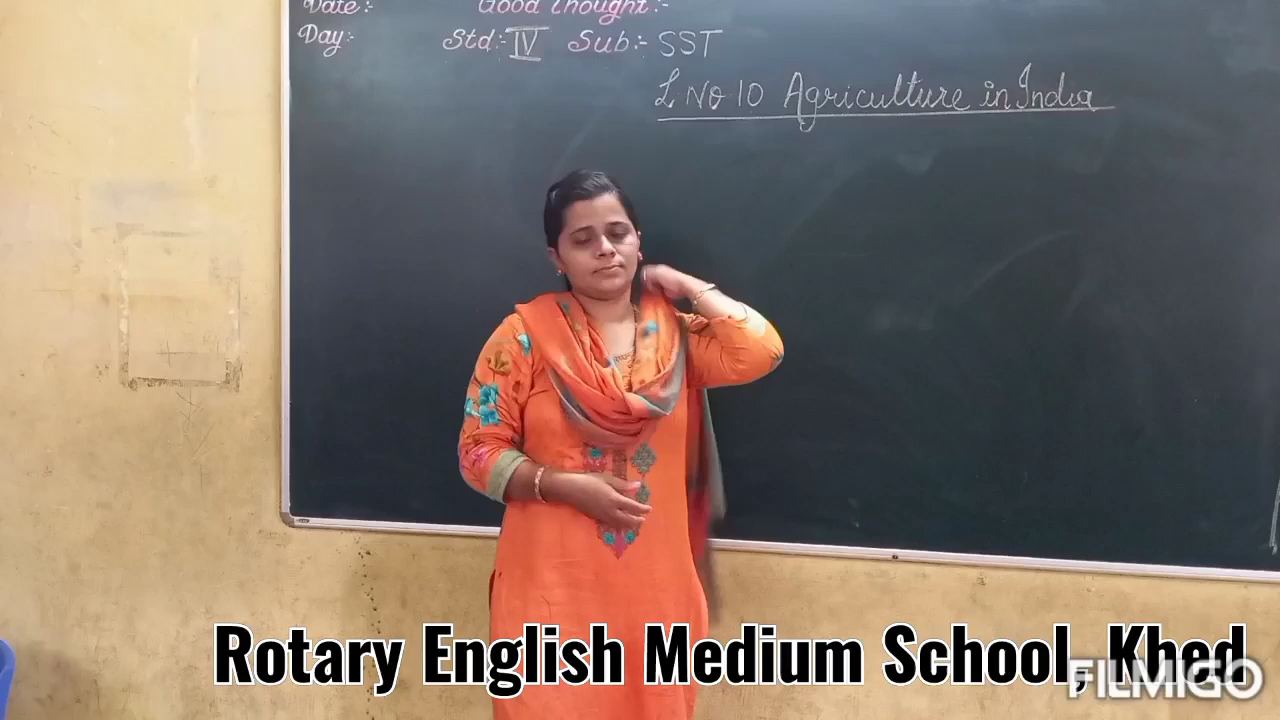 Date:- Good Thought:-
Day:- Std:- IV Sub:- SST
L.No 10 Agriculture in India
Rotary English Medium School, Khed
FILMIGO